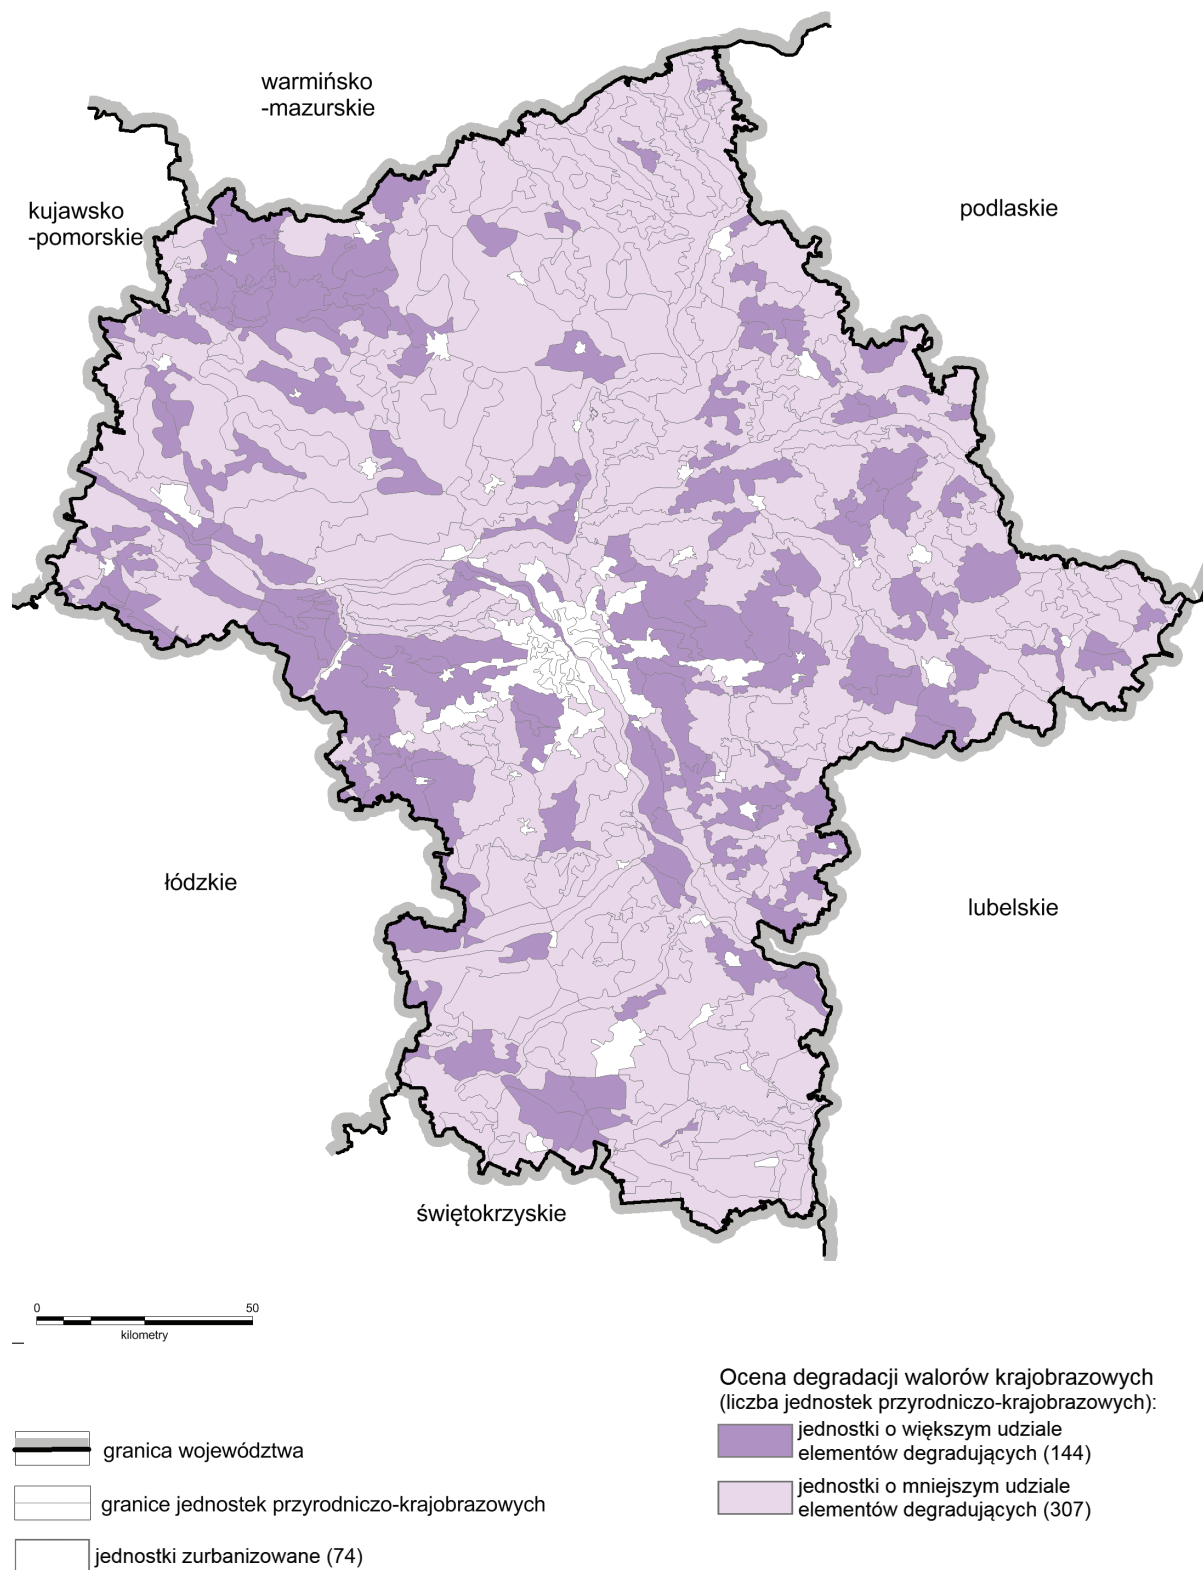 warmińsko
-mazurskie
kujawsko
-pomorskie
podlaskie
łódzkie
lubelskie
świętokrzyskie
0 50
kilometry
Ocena degradacji walorów krajobrazowych
(liczba jednostek przyrodniczo-krajobrazowych):
jednostki o większym udziale
elementów degradujących (144)
jednostki o mniejszym udziale
elementów degradujących (307)
granica województwa
granice jednostek przyrodniczo-krajobrazowych
jednostki zurbanizowane (74)